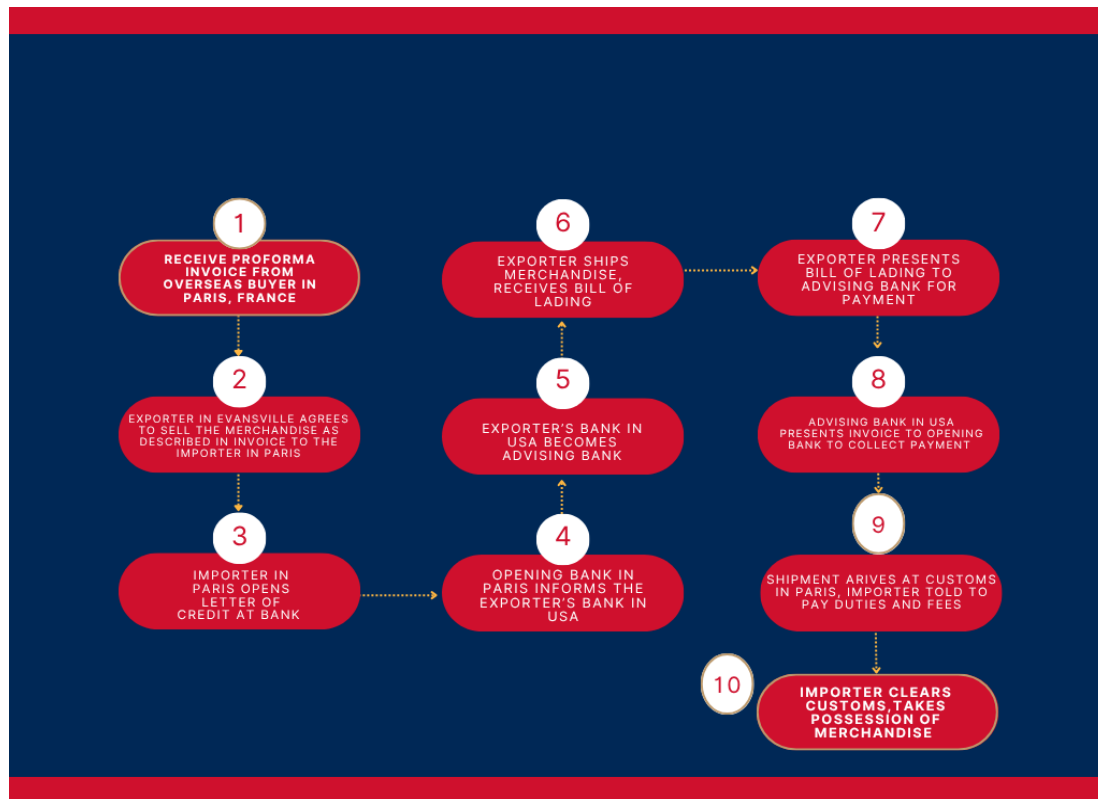 1
RECEIVE PROFORMA
INVOICE FROM
OVERSEAS BUYER IN
PARIS, FRANCE
2
EXPORTER IN EVANSVILLE AGREES
TO SELL THE MERCHANDISE AS
DESCRIBED IN INVOICE TO THE
IMPORTER IN PARIS
3
IMPORTER IN
PARIS OPENS
LETTER OF
CREDIT AT BANK
4
OPENING BANK IN
PARIS INFORMS THE
EXPORTER'S BANK IN
USA
5
EXPORTER'S BANK IN
USA BECOMES
ADVISING BANK
6
EXPORTER SHIPS
MERCHANDISE,
RECEIVES BILL OF
LADING
7
EXPORTER PRESENTS
BILL OF LADING TO
ADVISING BANK FOR
PAYMENT
8
ADVISING BANK IN USA
PRESENTS INVOICE TO OPENING
BANK TO COLLECT PAYMENT
9
SHIPMENT ARIVES AT CUSTOMS
IN PARIS, IMPORTER TOLD TO
PAY DUTIES AND FEES
10
IMPORTER CLEARS
CUSTOMS,TAKES
POSSESSION OF
MERCHANDISE